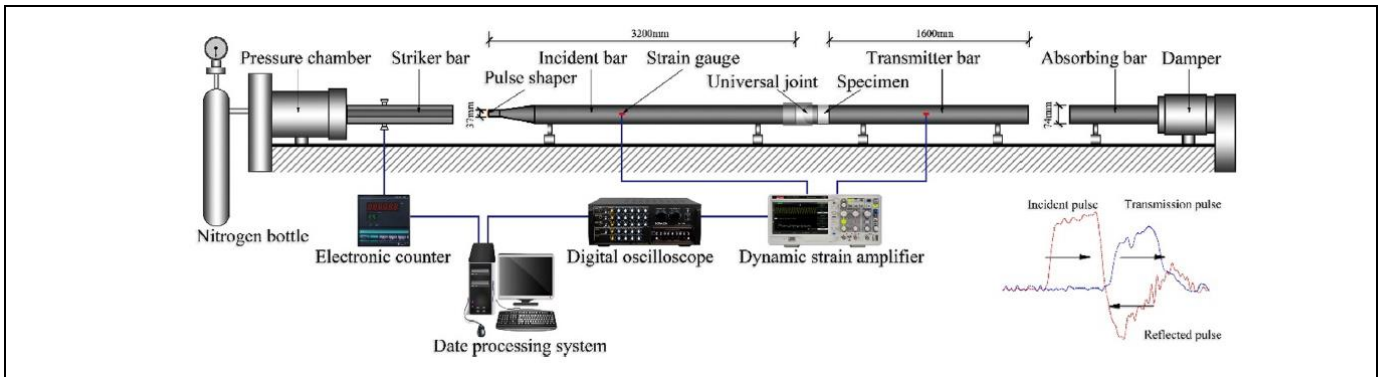 3200mm
1600mm
Pressure chamber
Striker bar
Incident bar
Strain gauge
Transmitter bar
Absorbing bar
Damper
Pulse shaper
Universal joint
Specimen
37mm
74mm
Nitrogen bottle
Electronic counter
Digital oscilloscope
Dynamic strain amplifier
Date processing system
Incident pulse
Transmission pulse
Reflected pulse